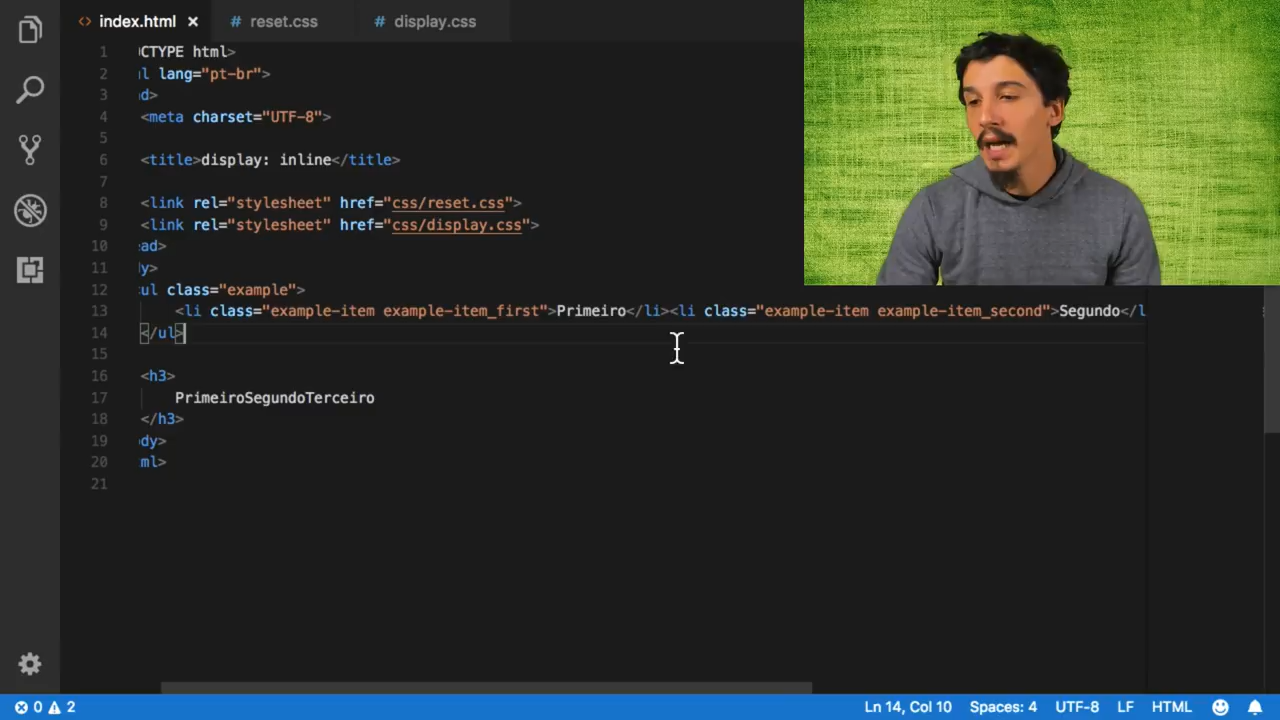 index.html
reset.css
display.css
1 OCTYPE html>
2 ml lang="pt-br">
3 ad>
4 <meta charset="UTF-8">
5
6 <title>display: inline</title>
7
8 <link rel="stylesheet" href="css/reset.css">
9 <link rel="stylesheet" href="css/display.css">
10 ead>
11 dy>
12 <ul class="example">
13 <li class="example-item example-item_first">Primeiro</li><li class="example-item example-item_second">Segundo</l
14 </ul>
15
16 <h3>
17 PrimeiroSegundoTerceiro
18 </h3>
19 ody>
20 tml>
21
0 2 Ln 14, Col 10 Spaces: 4 UTF-8 LF HTML